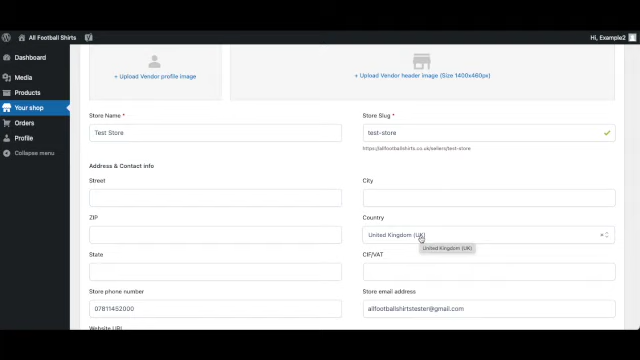 All Football Shirts
Hi, Example2
Dashboard
Media
Products
Your shop
Orders
Profile
Collapse menu
+ Upload Vendor profile image
+ Upload Vendor header image (Size 1400x460px)
Store Name *
Store Slug *
Test Store
test-store
https://allfootballshirts.co.uk/sellers/test-store
Address & Contact info
Street
City
ZIP
Country
United Kingdom (UK)
United Kingdom (UK)
State
CIF/VAT
Store phone number
Store email address
07811452000
allfootballshirtstester@gmail.com
Website URL